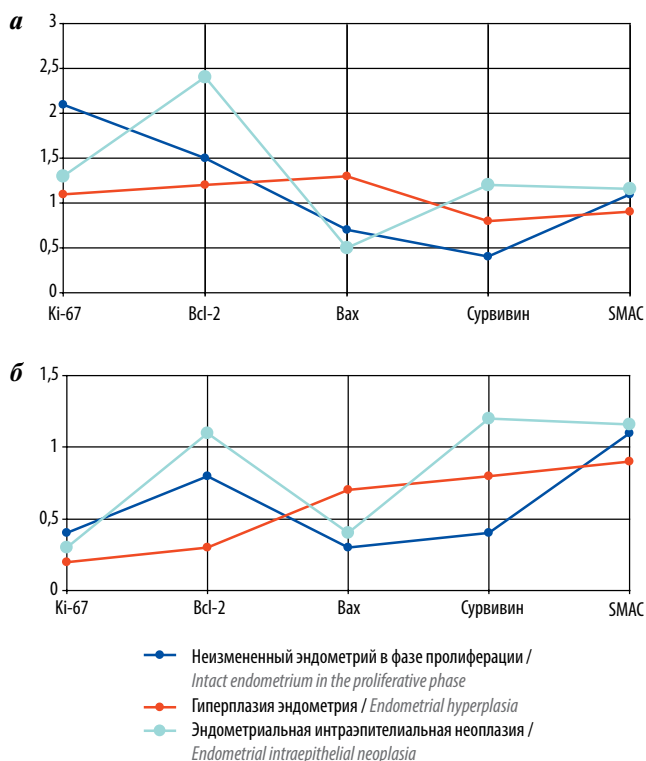 а
3
2,5
2
1,5
1
0,5
0
Ki-67 Bcl-2 Bax Сурвивин SMAC
б
1,5
1
0,5
0
Ki-67 Bcl-2 Bax Сурвивин SMAC
Неизмененный эндометрий в фазе пролиферации /
Intact endometrium in the proliferative phase
Гиперплазия эндометрия / Endometrial hyperplasia
Эндометриальная интраэпителиальная неоплазия /
Endometrial intraepithelial neoplasia